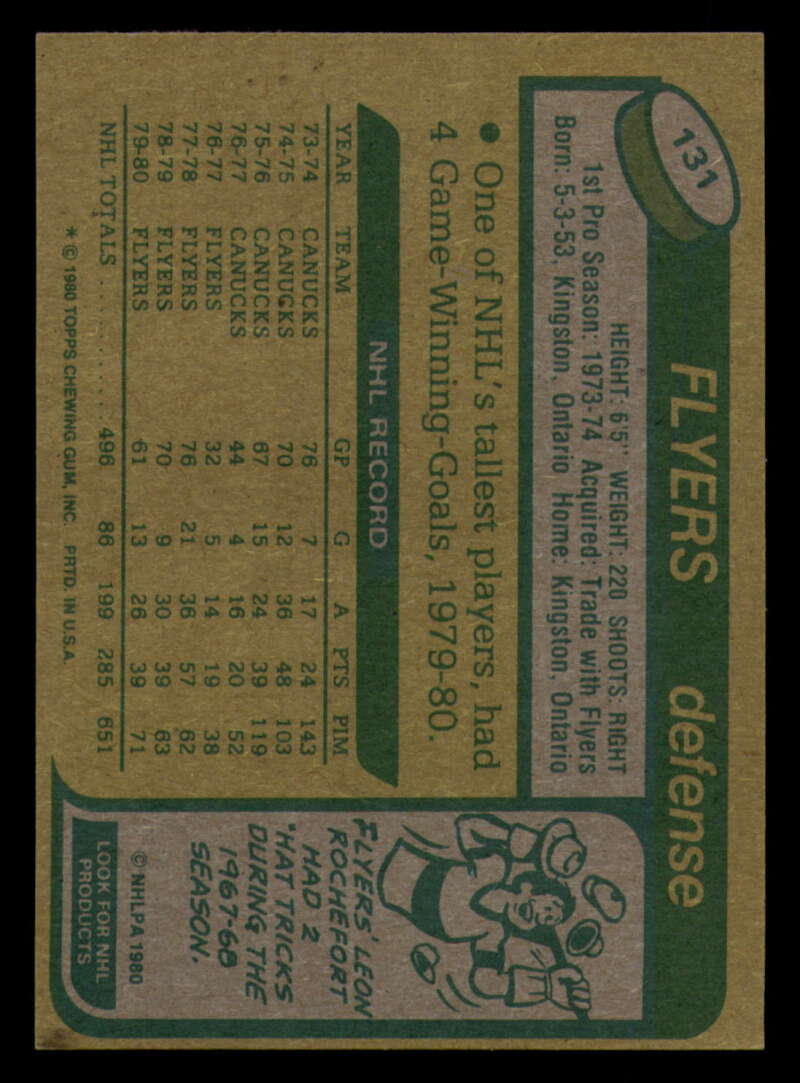 131
FLYERS defense
HEIGHT: 6'5" WEIGHT: 220 SHOOTS: RIGHT
1st Pro Season: 1973-74 Acquired: Trade with Flyers
Born: 5-3-53, Kingston, Ontario Home: Kingston, Ontario
● One of NHL's tallest players, had
4 Game-Winning-Goals, 1979-80.
NHL RECORD
YEAR TEAM GP G A PTS PIM
73-74 CANUCKS 76 7 17 24 143
74-75 CANUCKS 70 12 36 48 103
75-76 CANUCKS 67 15 24 39 119
76-77 CANUCKS 44 4 16 20 52
76-77 FLYERS 32 5 14 19 38
77-78 FLYERS 76 21 36 57 62
78-79 FLYERS 70 9 30 39 63
79-80 FLYERS 61 13 26 39 71
NHL TOTALS .......... 496 86 199 285 651
* © 1980 TOPPS CHEWING GUM, INC. PRTD. IN U.S.A.
FLYERS' LEON
ROCHEFORT
HAD 2
"HAT TRICKS
DURING THE
1967-68
SEASON.
© NHLPA 1980
LOOK FOR NHL
PRODUCTS